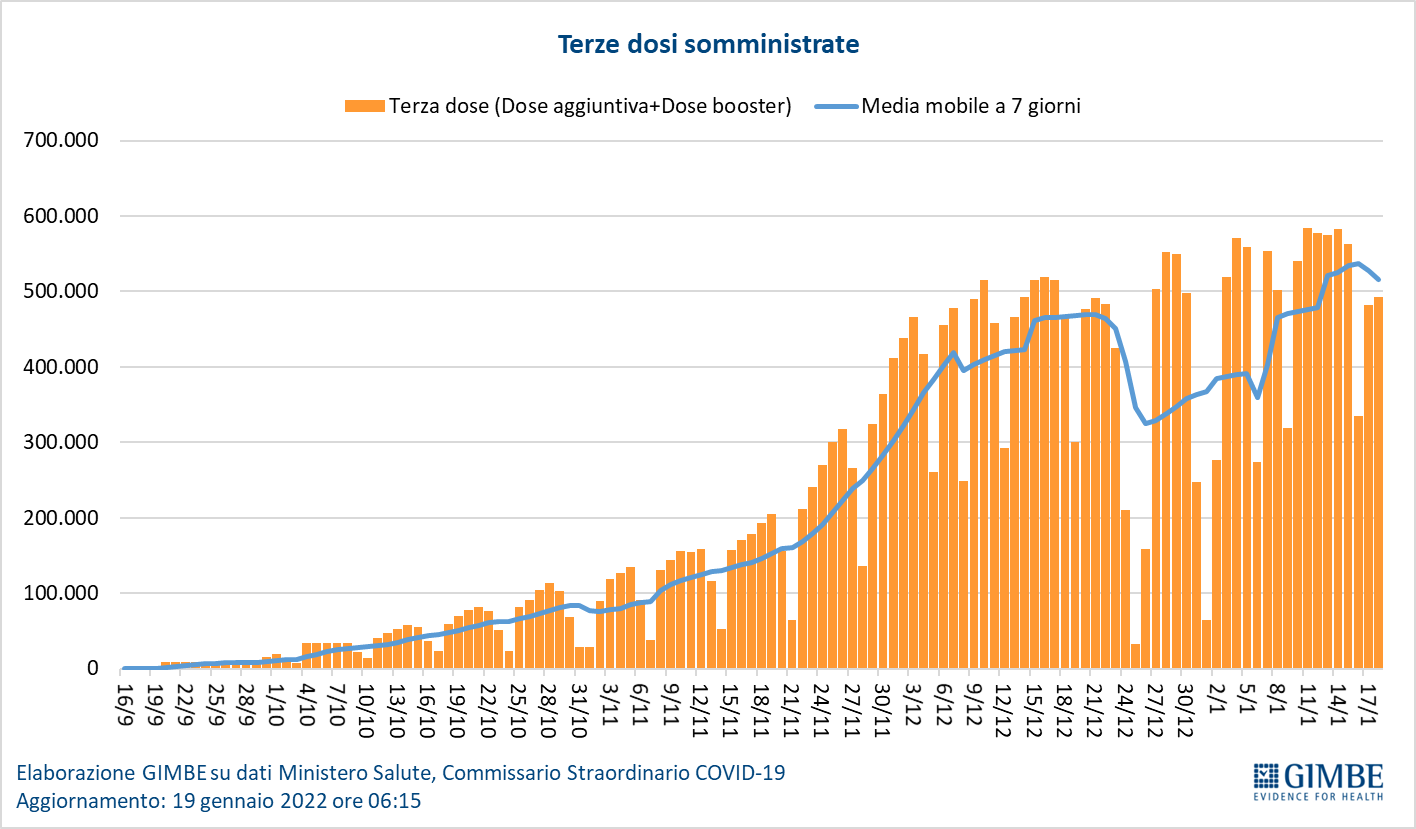 Terze dosi somministrate
Terza dose (Dose aggiuntiva+Dose booster) Media mobile a 7 giorni
700.000
600.000
500.000
400.000
300.000
200.000
100.000
0
16/9 19/9 22/9 25/9 28/9 1/10 4/10 7/10 10/10 13/10 16/10 19/10 22/10 25/10 28/10 31/10 3/11 6/11 9/11 12/11 15/11 18/11 21/11 24/11 27/11 30/11 3/12 6/12 9/12 12/12 15/12 18/12 21/12 24/12 27/12 30/12 2/1 5/1 8/1 11/1 14/1 17/1
Elaborazione GIMBE su dati Ministero Salute, Commissario Straordinario COVID-19
Aggiornamento: 19 gennaio 2022 ore 06:15
GIMBE
EVIDENCE FOR HEALTH